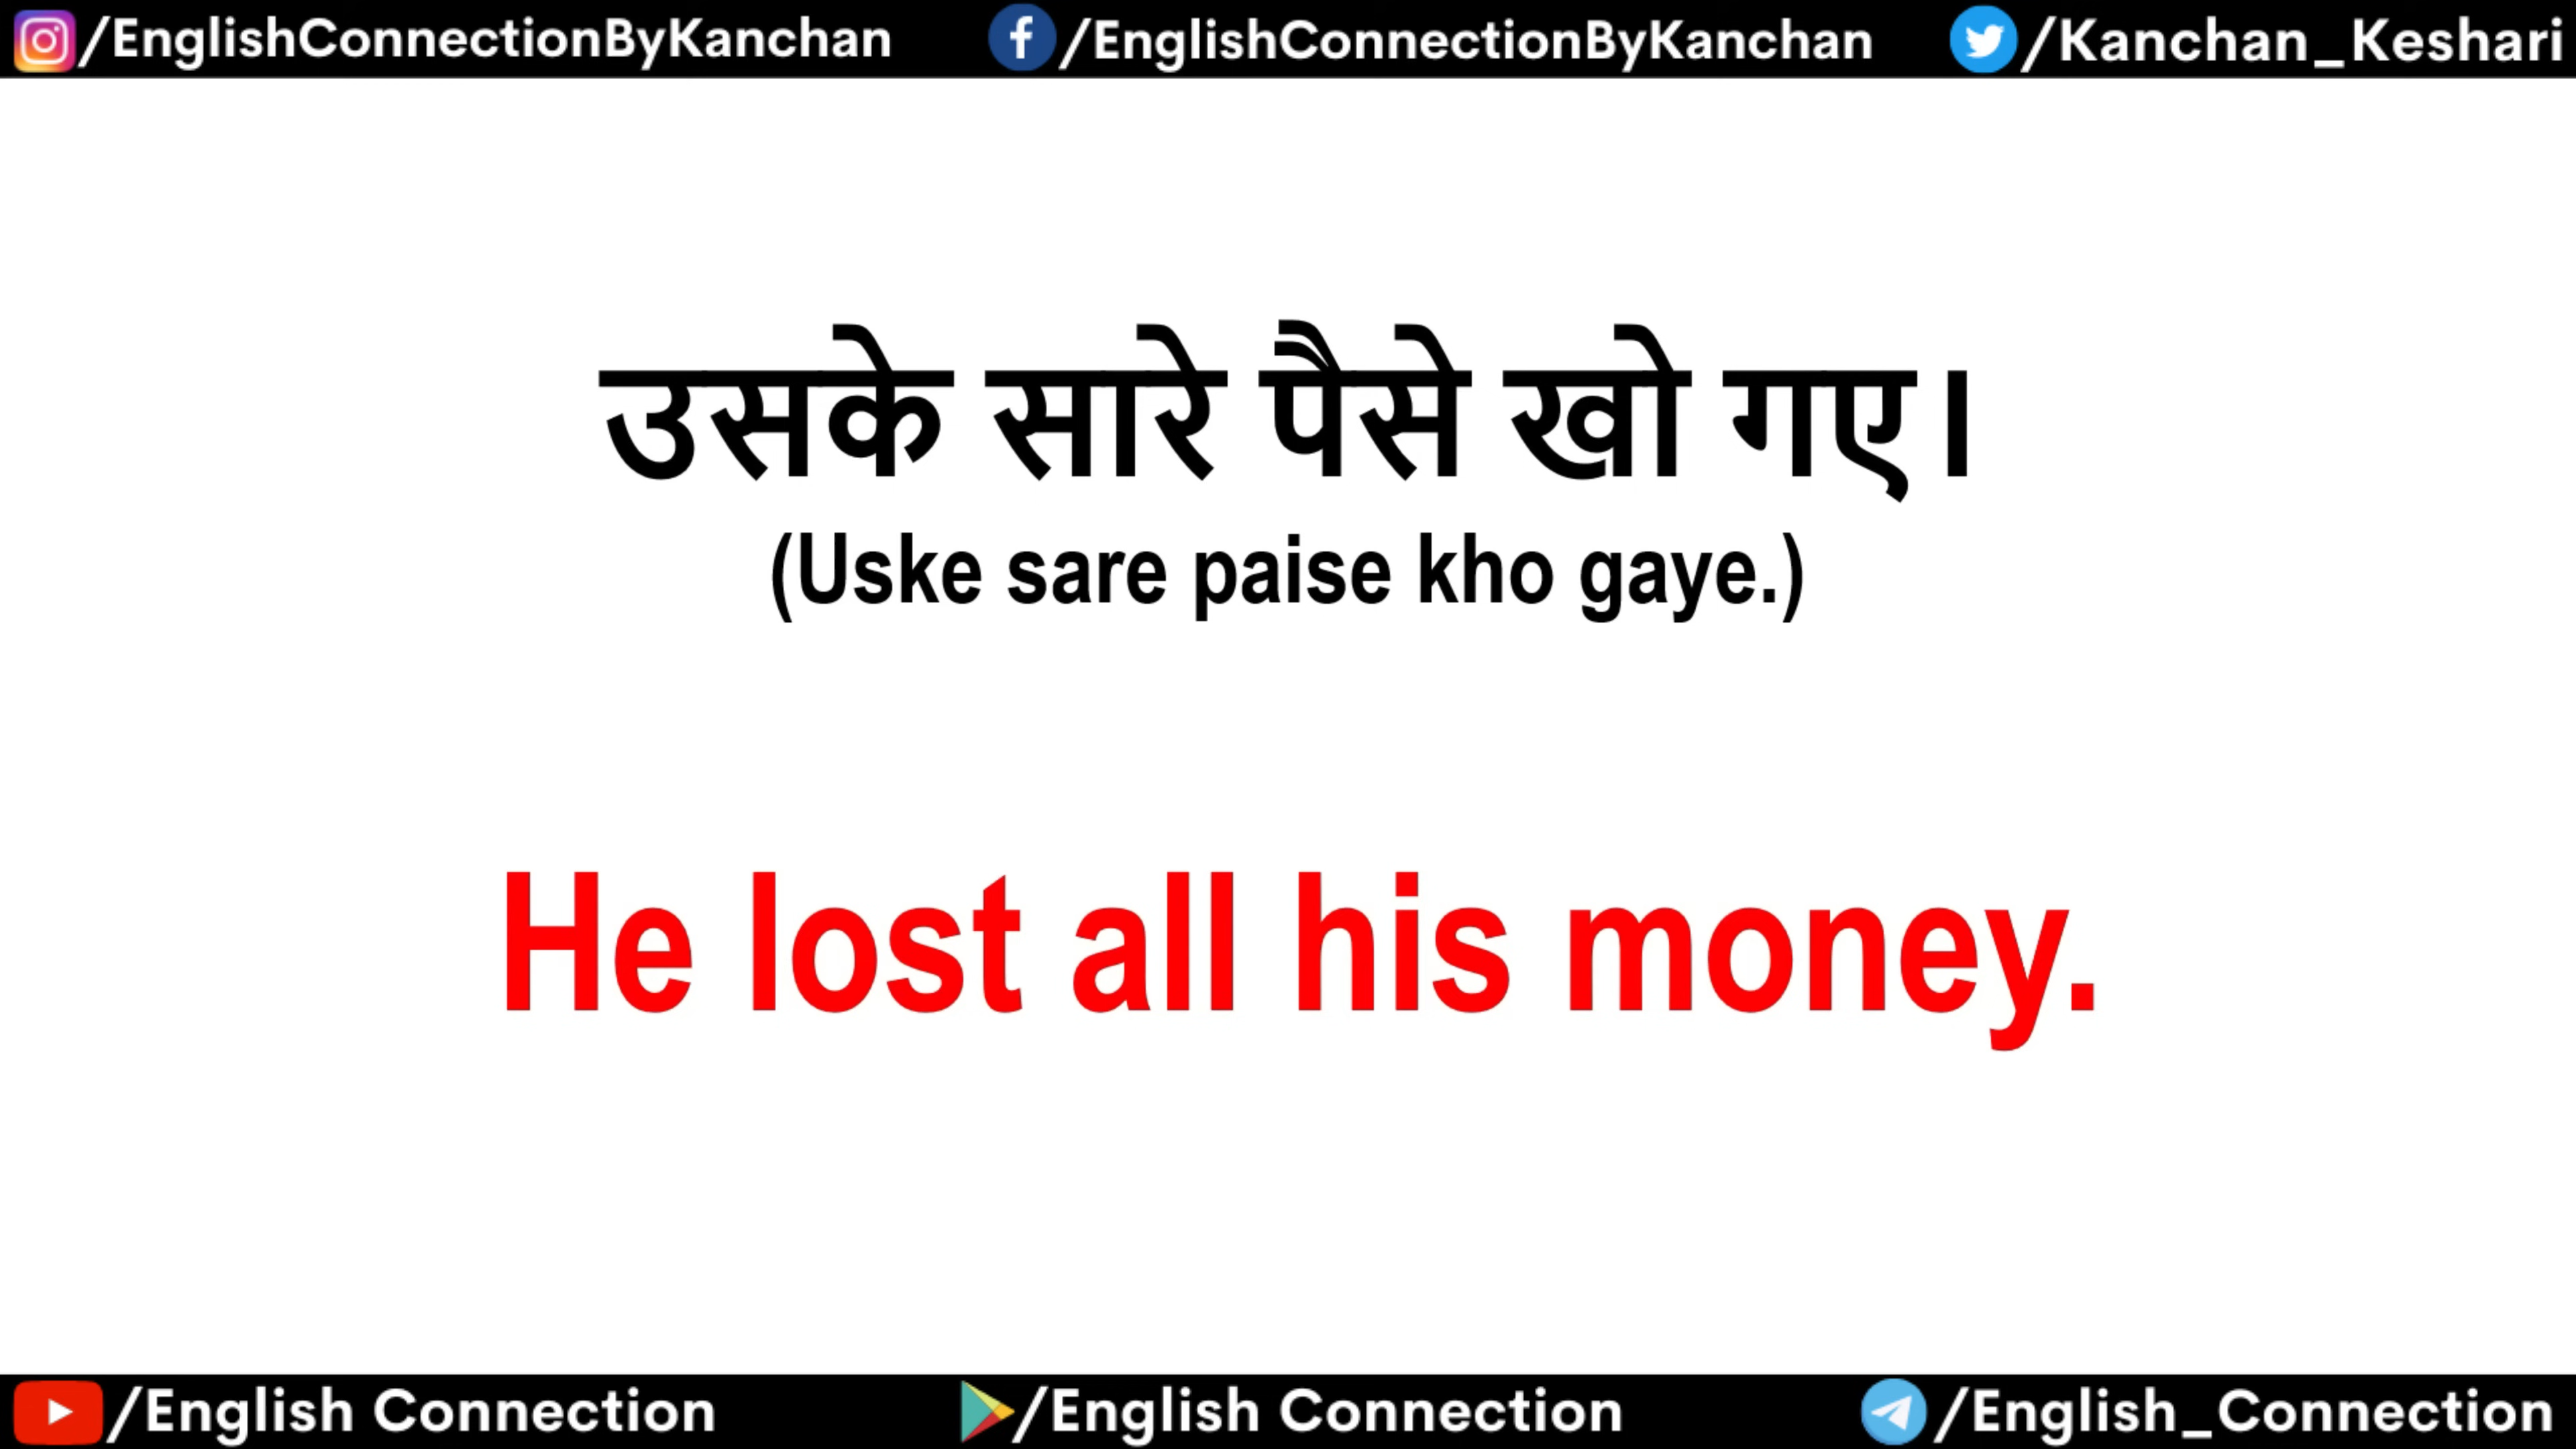 /EnglishConnectionByKanchan /EnglishConnectionByKanchan /Kanchan_Keshari
उसके सारे पैसे खो गए।
(Uske sare paise kho gaye.)
He lost all his money.
/English Connection /English Connection /English_Connection